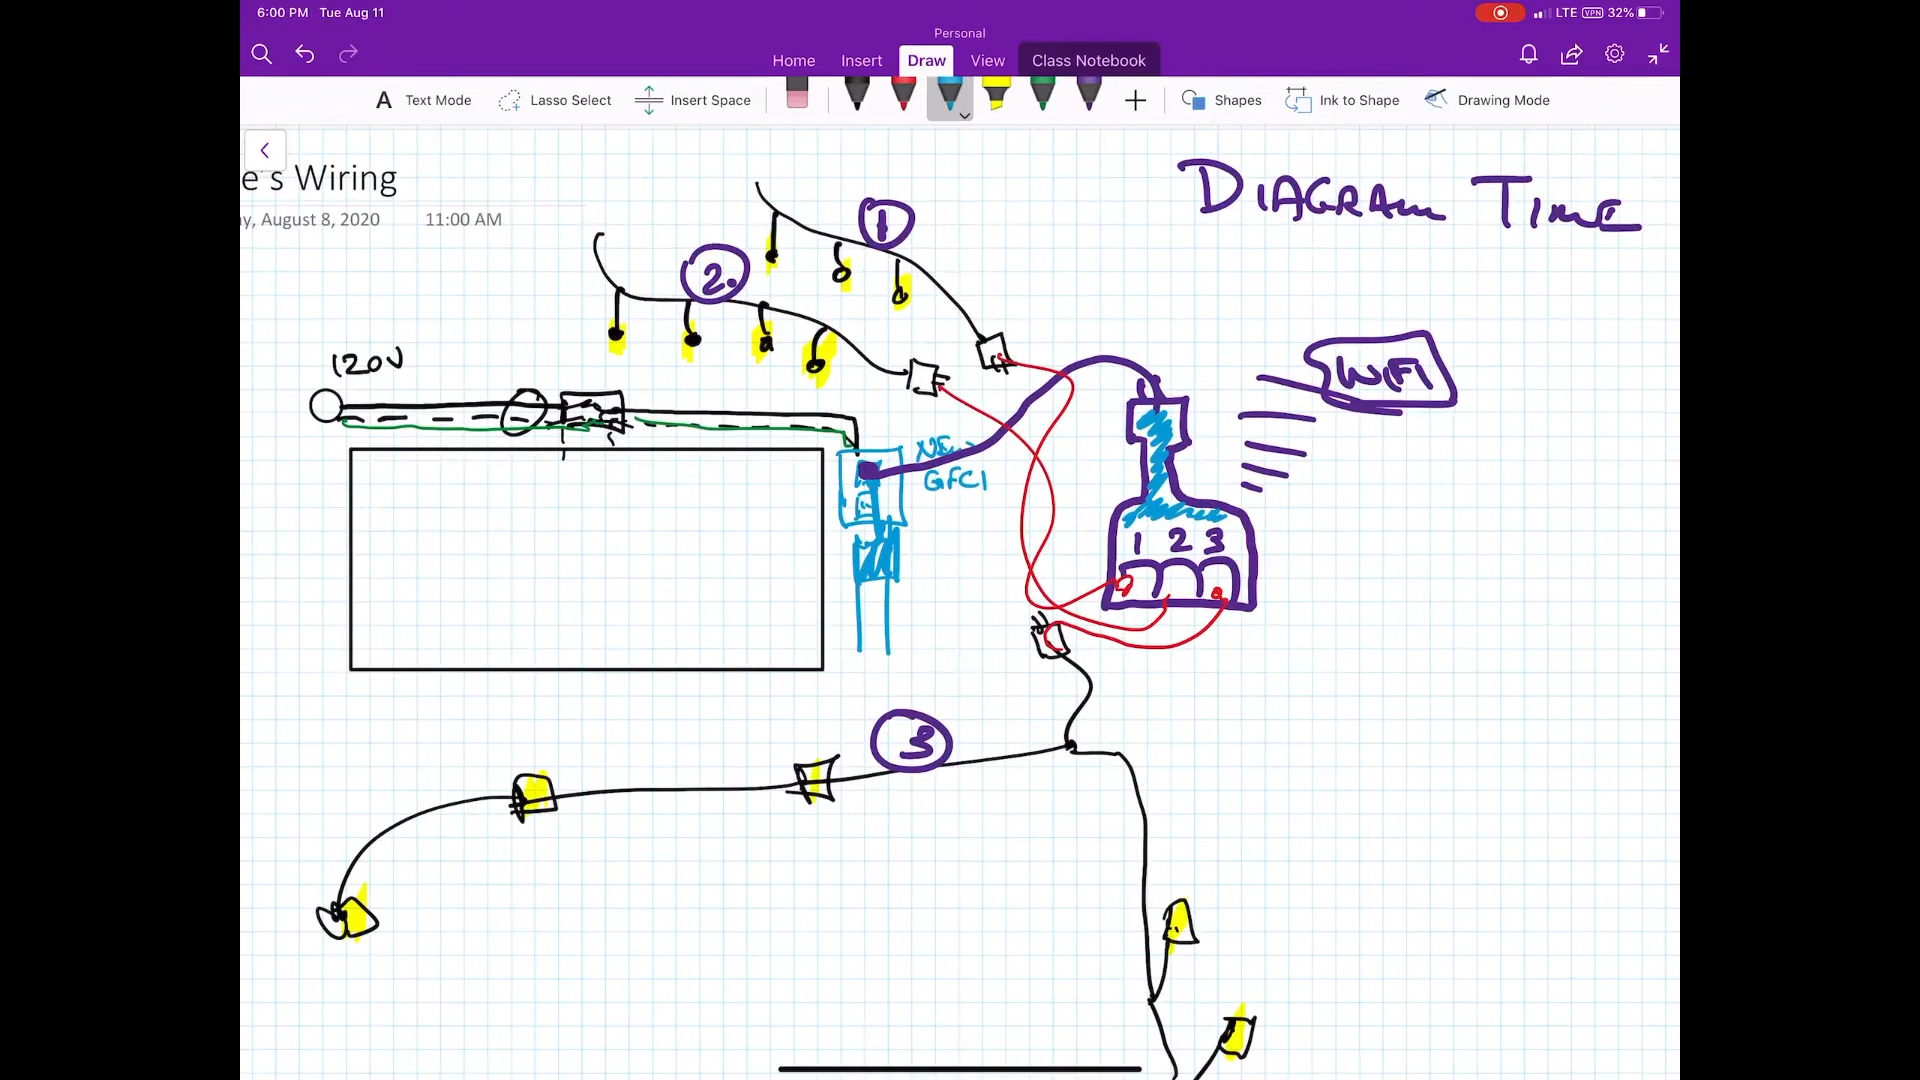 6:00 PM Tue Aug 11
LTE VPN 32%
Personal
Home Insert Draw View Class Notebook
A Text Mode Lasso Select Insert Space Shapes Ink to Shape Drawing Mode
e's Wiring
y, August 8, 2020 11:00 AM
DIAGRAM TIME
1
2.
120V
WIFI
NEW
GFCI
1 2 3
3